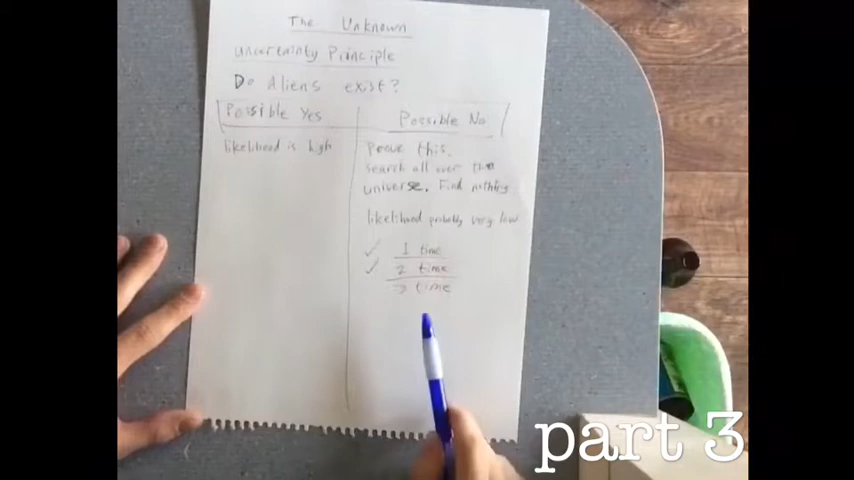 The Unknown
Uncertainty Principle
Do Aliens exist?
Possible Yes
Possible No
likelihood is high
Prove this.
search all over the
universe. Find nothing
likelihood probably very low
1 time
2 time
3 time
part 3